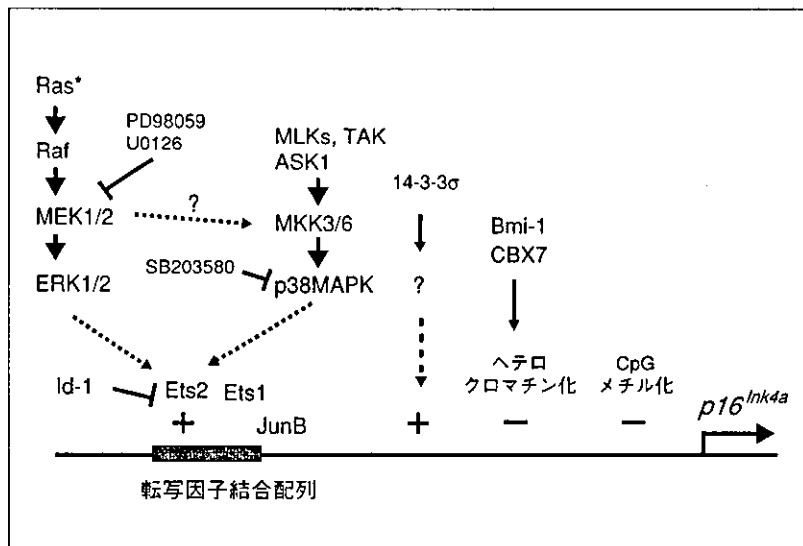 Ras*
PD98059
U0126
Raf
MLKs, TAK
ASK1
14-3-3σ
MEK1/2
?
MKK3/6
Bmi-1
CBX7
SB203580
ERK1/2
p38MAPK
?
ヘテロ
クロマチン化
CpG
メチル化
Id-1
Ets2 Ets1
p16Ink4a
+
JunB
+
−
−
転写因子結合配列